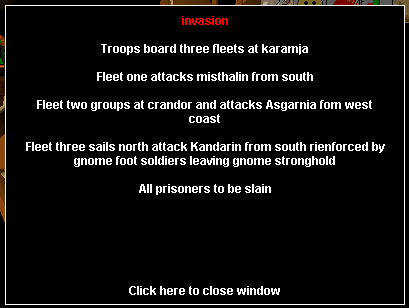 invasion
Troops board three fleets at karamja
Fleet one attacks misthalin from south
Fleet two groups at crandor and attacks Asgarnia fom west
coast
Fleet three sails north attack Kandarin from south rienforced by
gnome foot soldiers leaving gnome stronghold
All prisoners to be slain
Click here to close window